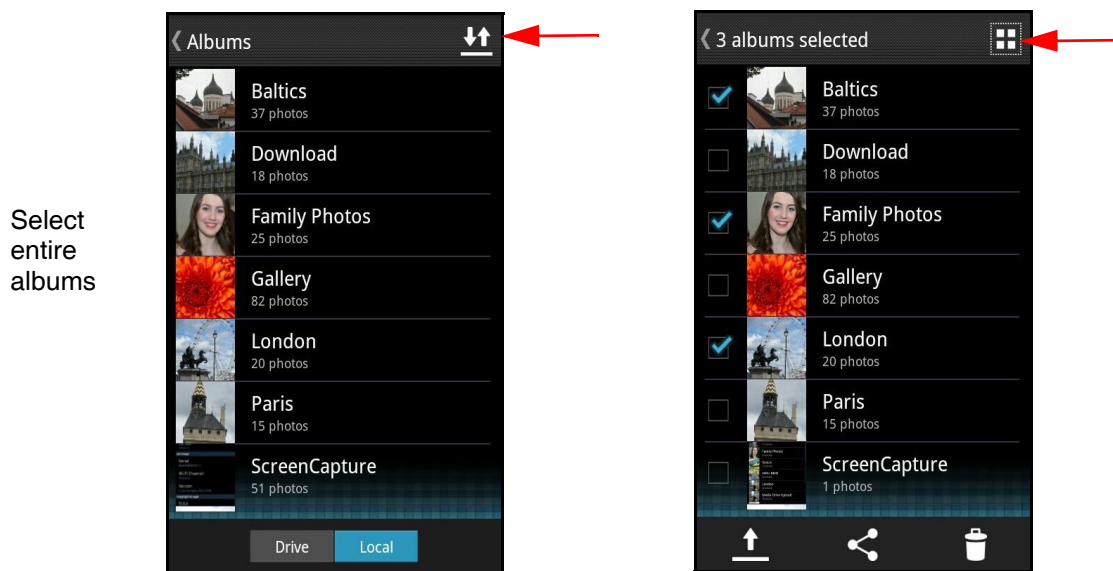 Select
entire
albums
Albums
Baltics
37 photos
Download
18 photos
Family Photos
25 photos
Gallery
82 photos
London
20 photos
Paris
15 photos
ScreenCapture
51 photos
Drive Local
3 albums selected
Baltics
37 photos
Download
18 photos
Family Photos
25 photos
Gallery
82 photos
London
20 photos
Paris
15 photos
ScreenCapture
1 photos